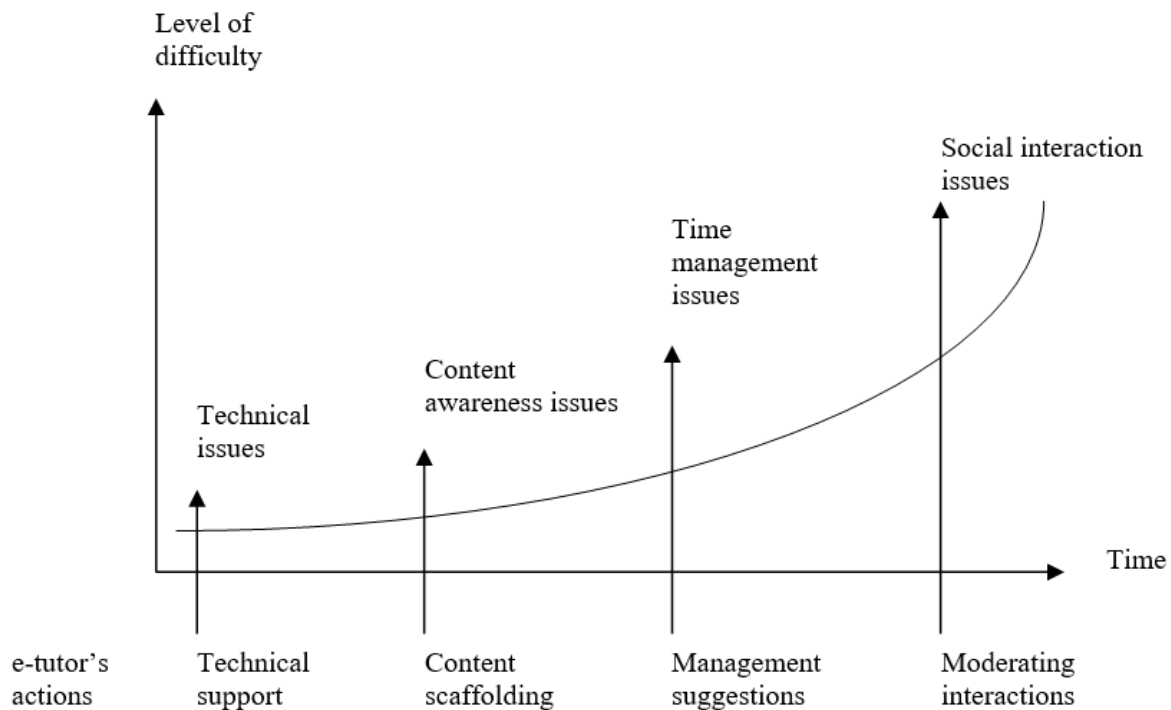 Level of
difficulty
Social interaction
issues
Time
management
issues
Content
awareness issues
Technical
issues
Time
e-tutor’s
actions
Technical
support
Content
scaffolding
Management
suggestions
Moderating
interactions